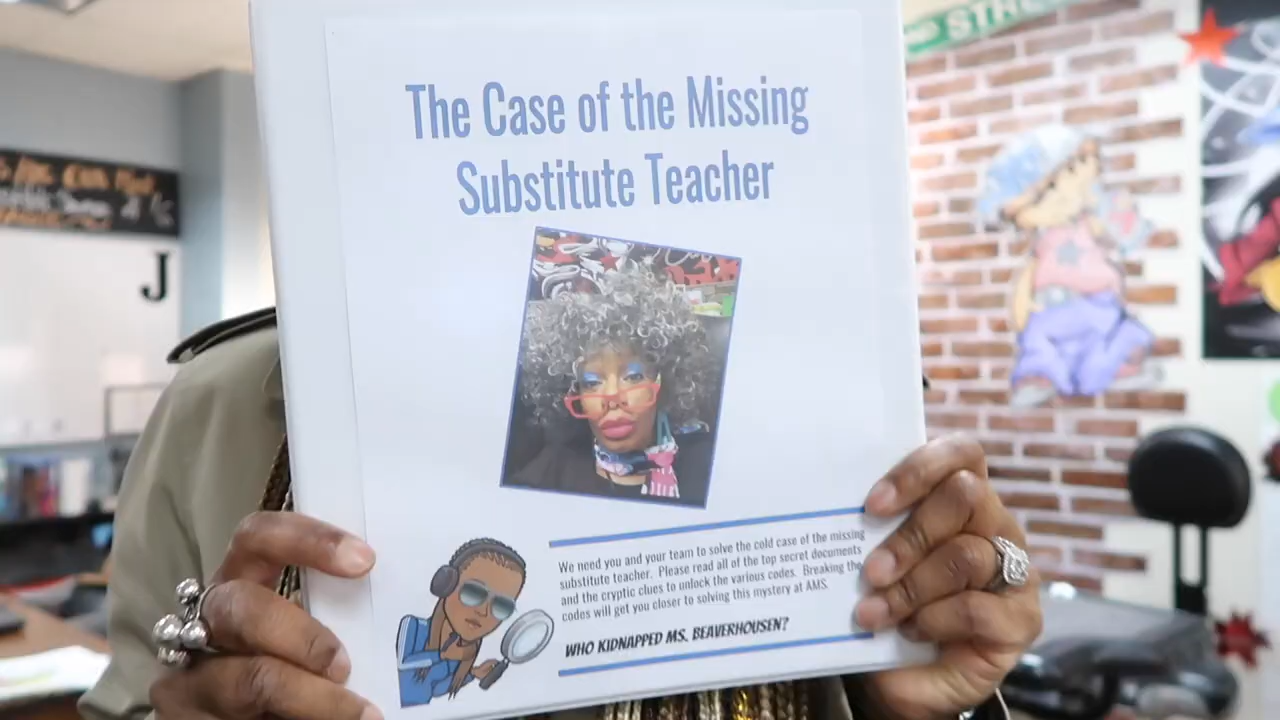 STRE
J
The Case of the Missing
Substitute Teacher
We need you and your team to solve the cold case of the missing
substitute teacher. Please read all of the top secret documents
and the cryptic clues to unlock the various codes. Breaking the
codes will get you closer to solving this mystery at AMS.
WHO KIDNAPPED MS. BEAVERHOUSEN?